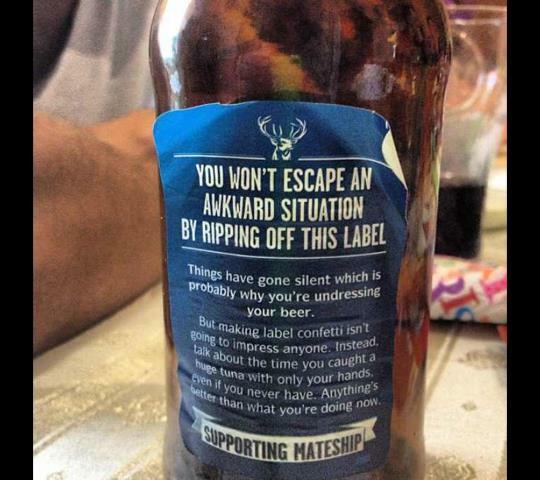 YOU WON'T ESCAPE AN
AWKWARD SITUATION
BY RIPPING OFF THIS LABEL
Things have gone silent which is
probably why you're undressing
your beer.
But making label confetti isn't
going to impress anyone. Instead,
talk about the time you caught a
huge tuna with only your hands,
even if you never have. Anything's
better than what you're doing now.
SUPPORTING MATESHIP